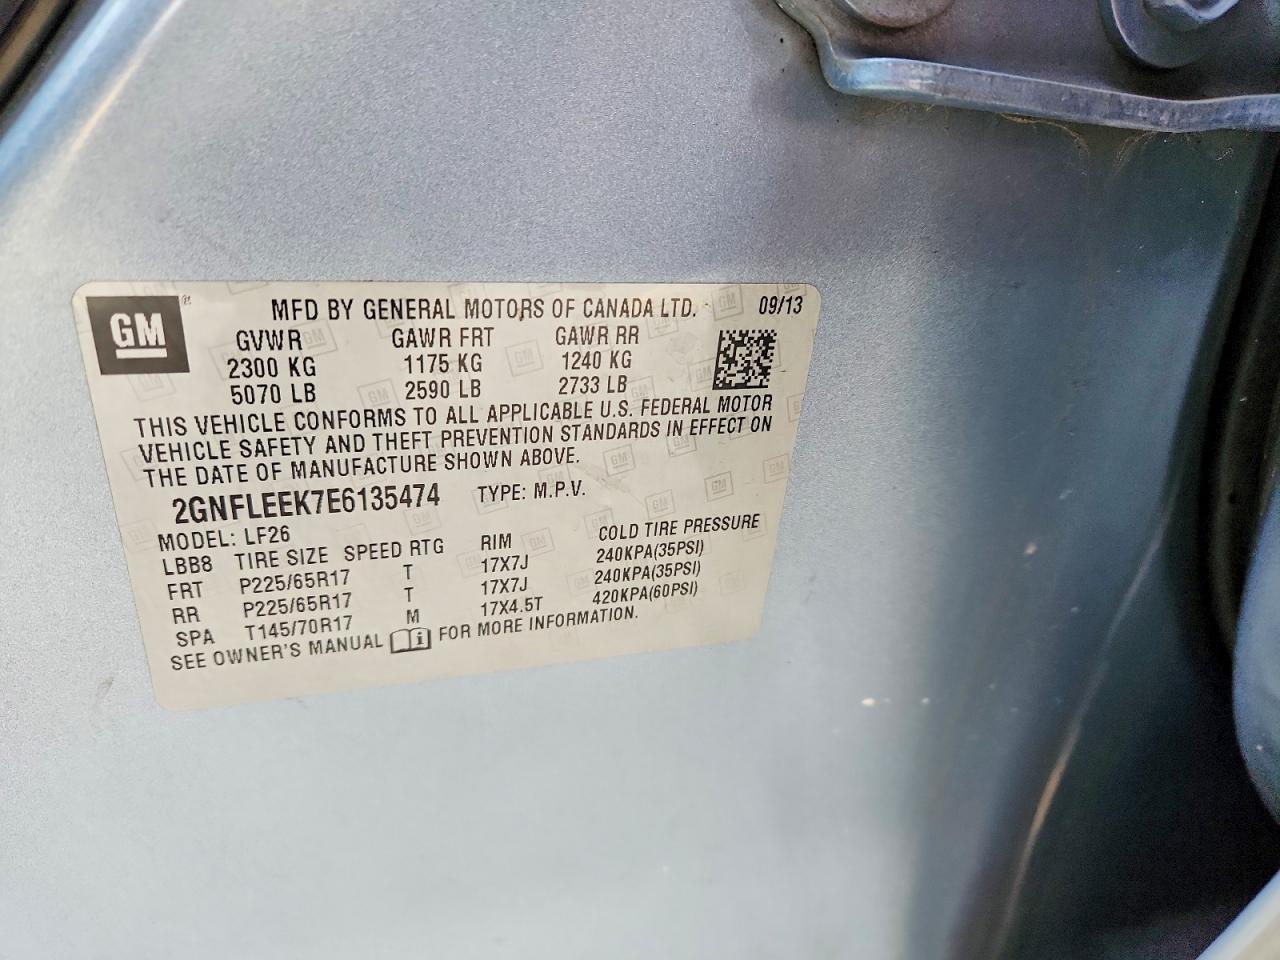 GM ® MFD BY GENERAL MOTORS OF CANADA LTD. 09/13
GVWR GAWR FRT GAWR RR
2300 KG 1175 KG 1240 KG
5070 LB 2590 LB 2733 LB
THIS VEHICLE CONFORMS TO ALL APPLICABLE U.S. FEDERAL MOTOR
VEHICLE SAFETY AND THEFT PREVENTION STANDARDS IN EFFECT ON
THE DATE OF MANUFACTURE SHOWN ABOVE.
2GNFLEEK7E6135474 TYPE: M.P.V.
MODEL: LF26
LBB8 TIRE SIZE SPEED RTG RIM COLD TIRE PRESSURE
FRT P225/65R17 T 17X7J 240KPA(35PSI)
RR P225/65R17 T 17X7J 240KPA(35PSI)
SPA T145/70R17 M 17X4.5T 420KPA(60PSI)
SEE OWNER'S MANUAL FOR MORE INFORMATION.